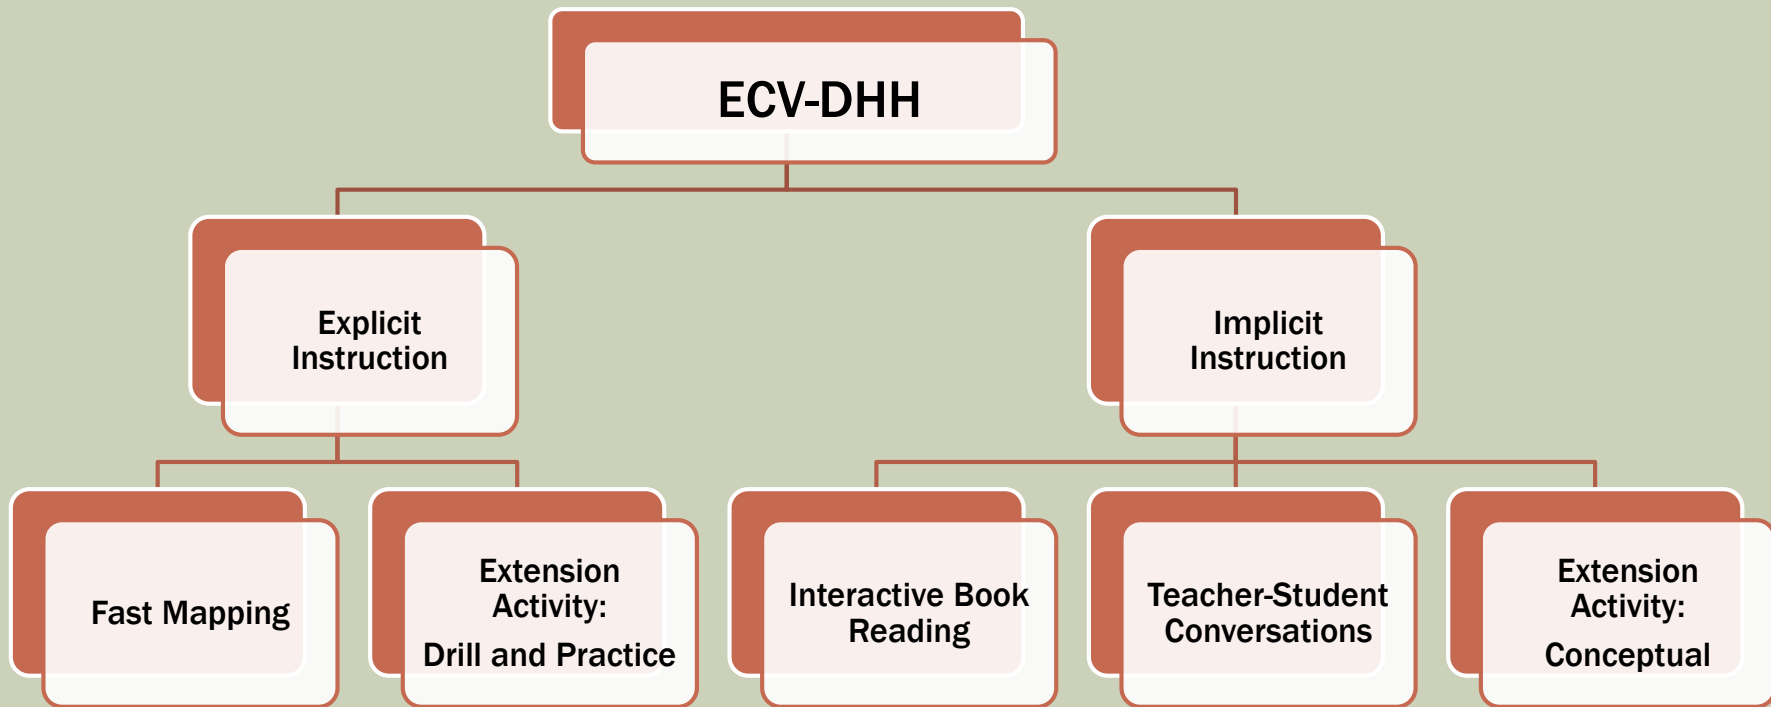 ECV-DHH
Explicit
Instruction
Implicit
Instruction
Fast Mapping
Extension
Activity:
Drill and Practice
Interactive Book
Reading
Teacher-Student
Conversations
Extension
Activity:
Conceptual